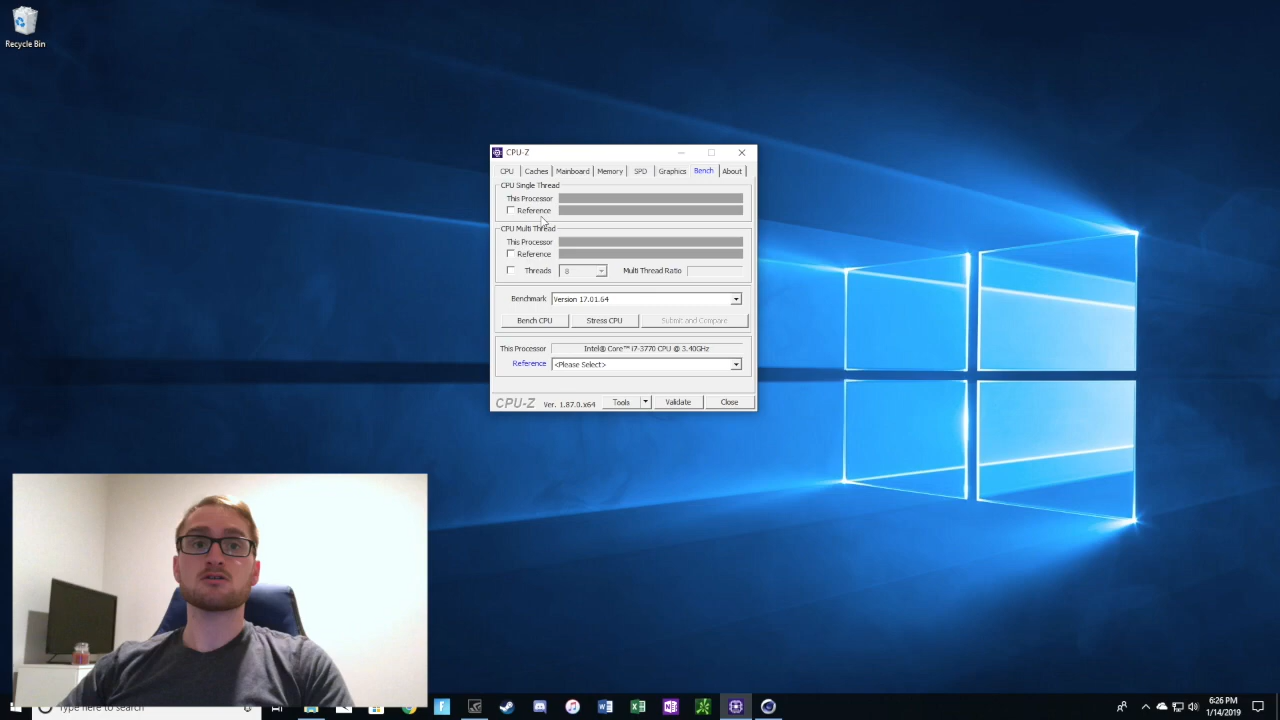 Recycle Bin
CPU-Z
CPU Caches Mainboard Memory SPD Graphics Bench About
CPU Single Thread
This Processor
Reference
CPU Multi Thread
This Processor
Reference
Threads 8 Multi Thread Ratio
Benchmark Version 17.01.64
Bench CPU Stress CPU Submit and Compare
This Processor Intel® Core™ i7-3770 CPU @ 3.40GHz
Reference <Please Select>
CPU-Z Ver. 1.87.0.x64 Tools Validate Close
Type here to search
6:26 PM
1/14/2019